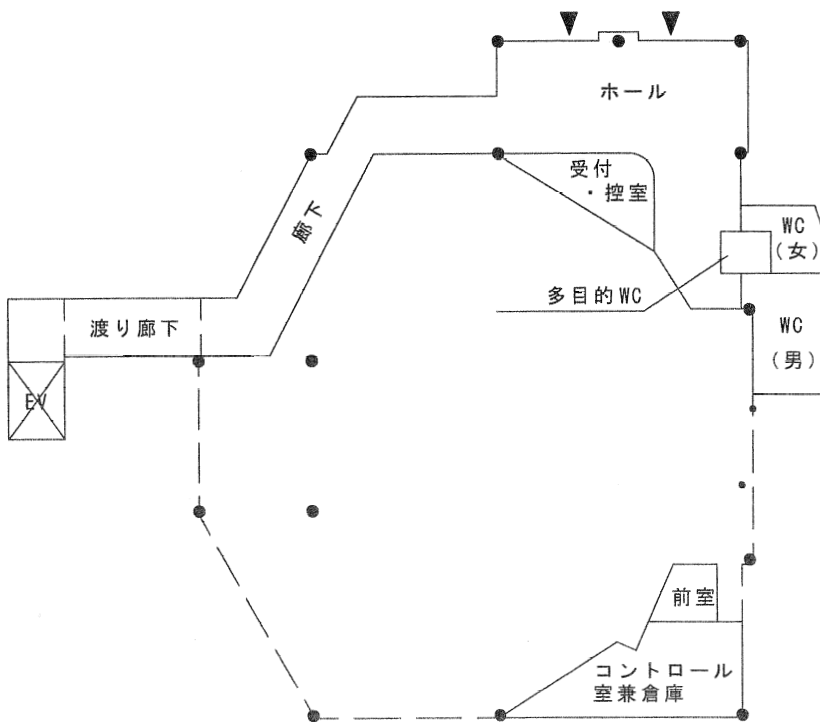 ホール
受付
・控室
廊下
WC
(女)
多目的WC
渡り廊下
WC
(男)
EV
前室
コントロール
室兼倉庫